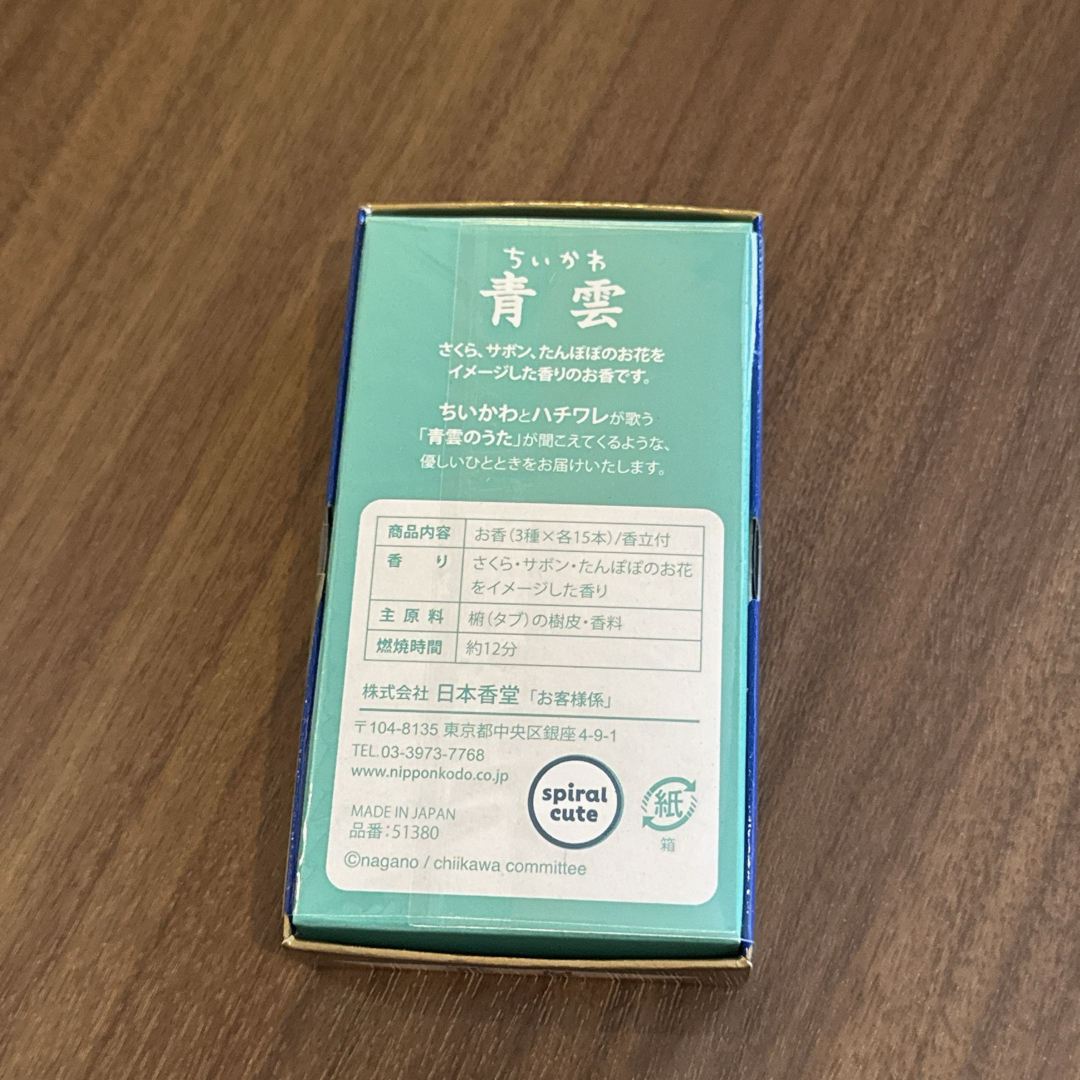 ちいかわ
青雲
さくら、サボン、たんぽぽのお花を
イメージした香りのお香です。
ちいかわとハチワレが歌う
「青雲のうた」が聞こえてくるような、
優しいひとときをお届けいたします。
商品内容 お香(3種×各15本)/香立付
香り さくら・サボン・たんぽぽのお花
をイメージした香り
主原料 椨(タブ)の樹皮・香料
燃焼時間 約12分
株式会社 日本香堂「お客様係」
〒104-8135 東京都中央区銀座4-9-1
TEL.03-3973-7768
www.nipponkodo.co.jp
MADE IN JAPAN
品番:51380
©nagano / chiikawa committee
spiral
cute
紙
箱